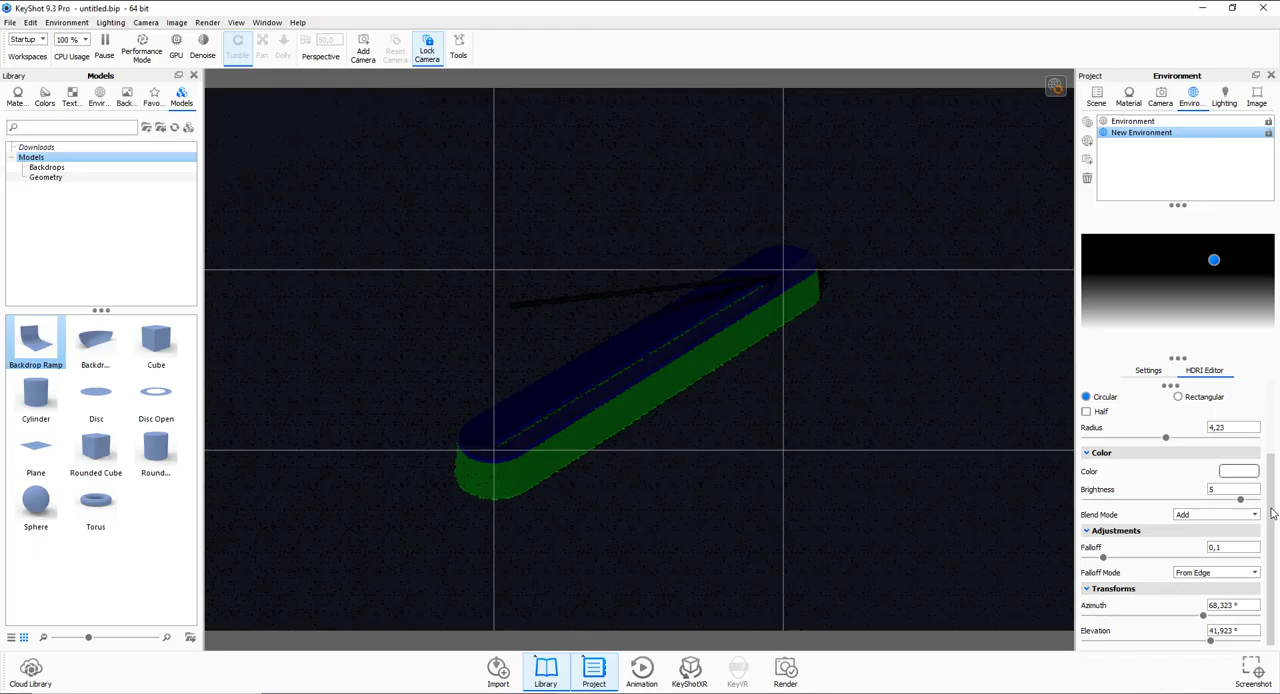 KeyShot 9.3 Pro - untitled.bip - 64 bit
File Edit Environment Lighting Camera Image Render View Window Help
Startup 100 % 50,0
Workspaces CPU Usage Pause Performance Mode GPU Denoise Tumble Pan Dolly Perspective Add Camera Reset Camera Lock Camera Tools
Library Models
Mate... Colors Text... Envir... Back... Favo... Models
Downloads
Models
Backdrops
Geometry
Backdrop Ramp Backdr... Cube
Cylinder Disc Disc Open
Plane Rounded Cube Round...
Sphere Torus
Project Environment
Scene Material Camera Enviro... Lighting Image
Environment
New Environment
Settings HDRI Editor
Circular Rectangular
Half
Radius 4,23
Color
Color
Brightness 5
Blend Mode Add
Adjustments
Falloff 0,1
Falloff Mode From Edge
Transforms
Azimuth 68,323 °
Elevation 41,923 °
Cloud Library Import Library Project Animation KeyShotXR KeyVR Render Screenshot